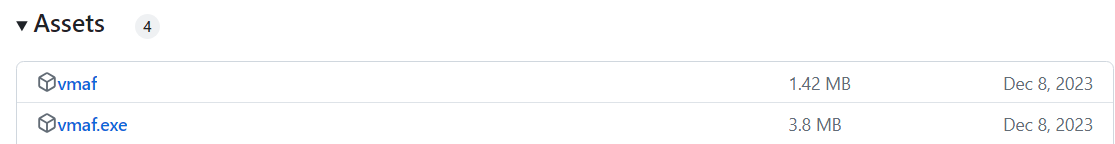 Assets 4
vmaf 1.42 MB Dec 8, 2023
vmaf.exe 3.8 MB Dec 8, 2023